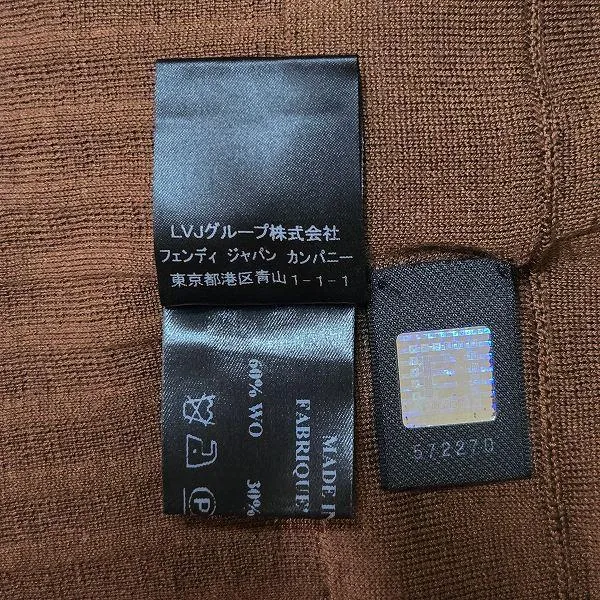 LVJグループ株式会社
フェンディ ジャパン カンパニー
東京都港区青山1-1-1
MADE I
FABRIQUE
60% WO
30%
P
572270